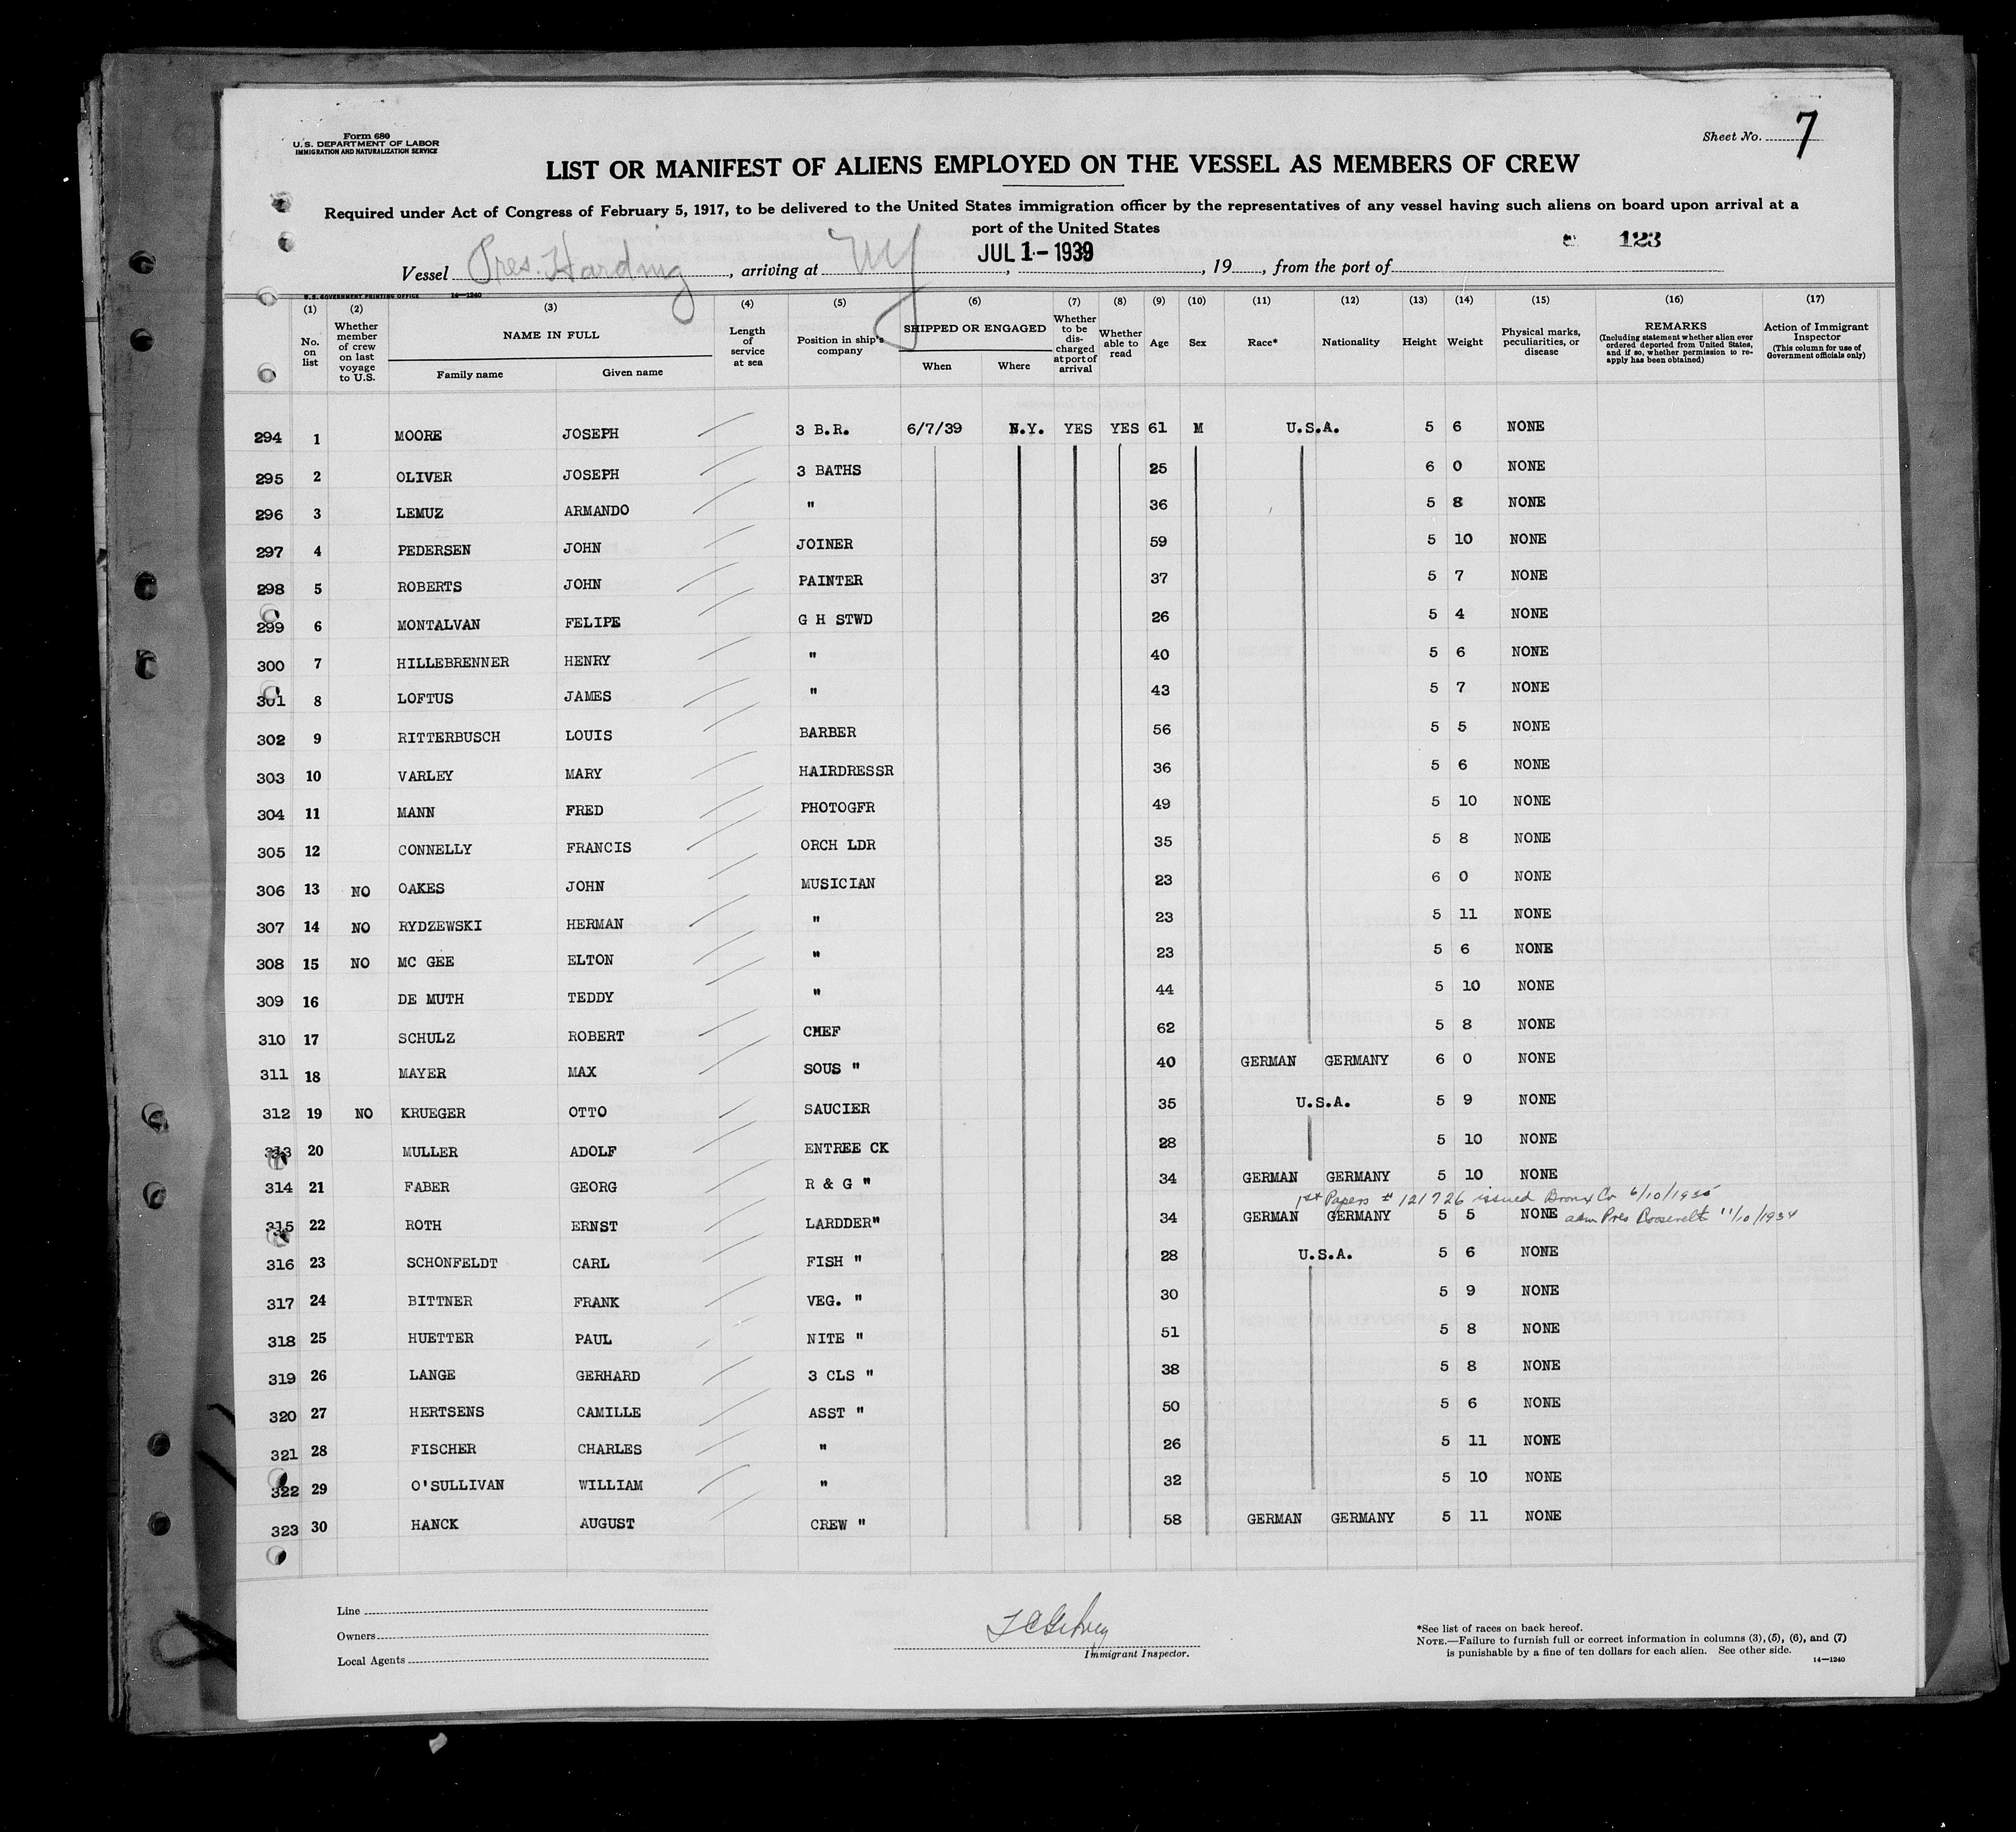 Form 680
U. S. DEPARTMENT OF LABOR
IMMIGRATION AND NATURALIZATION SERVICE
Sheet No. 7
LIST OR MANIFEST OF ALIENS EMPLOYED ON THE VESSEL AS MEMBERS OF CREW
Required under Act of Congress of February 5, 1917, to be delivered to the United States immigration officer by the representatives of any vessel having such aliens on board upon arrival at a
port of the United States
123
Vessel Pres. Harding, arriving at NY, JUL 1 - 1939, 19, from the port of
U. S. GOVERNMENT PRINTING OFFICE 14—1240
(1) (2) (3) (4) (5) (6) (7) (8) (9) (10) (11) (12) (13) (14) (15) (16) (17)
No. on list
Whether member of crew on last voyage to U.S.
NAME IN FULL
Family name
Given name
Length of service at sea
Position in ship's company
SHIPPED OR ENGAGED
When
Where
Whether to be discharged at port of arrival
Whether able to read
Age
Sex
Race*
Nationality
Height
Weight
Physical marks, peculiarities, or disease
REMARKS
(Including statement whether alien ever ordered deported from United States, and if so, whether permission to reapply has been obtained)
Action of Immigrant Inspector
(This column for use of Government officials only)
294 1 MOORE JOSEPH 3 B.R. 6/7/39 N.Y. YES YES 61 M U.S.A. 5 6 NONE
295 2 OLIVER JOSEPH 3 BATHS 25 6 0 NONE
296 3 LEMUZ ARMANDO " 36 5 8 NONE
297 4 PEDERSEN JOHN JOINER 59 5 10 NONE
298 5 ROBERTS JOHN PAINTER 37 5 7 NONE
299 6 MONTALVAN FELIPE G H STWD 26 5 4 NONE
300 7 HILLEBRENNER HENRY " 40 5 6 NONE
301 8 LOFTUS JAMES " 43 5 7 NONE
302 9 RITTERBUSCH LOUIS BARBER 56 5 5 NONE
303 10 VARLEY MARY HAIRDRESSR 36 5 6 NONE
304 11 MANN FRED PHOTOGFR 49 5 10 NONE
305 12 CONNELLY FRANCIS ORCH LDR 35 5 8 NONE
306 13 NO OAKES JOHN MUSICIAN 23 6 0 NONE
307 14 NO RYDZEWSKI HERMAN " 23 5 11 NONE
308 15 NO MC GEE ELTON " 23 5 6 NONE
309 16 DE MUTH TEDDY " 44 5 10 NONE
310 17 SCHULZ ROBERT CHEF 62 5 8 NONE
311 18 MAYER MAX SOUS " 40 GERMAN GERMANY 6 0 NONE
312 19 NO KRUEGER OTTO SAUCIER 35 U.S.A. 5 9 NONE
313 20 MULLER ADOLF ENTREE CK 28 5 10 NONE
314 21 FABER GEORG R & G " 34 GERMAN GERMANY 5 10 NONE
1st Papers # 121726 issued Bronx Co 6/10/1935
315 22 ROTH ERNST LARDDER" 34 GERMAN GERMANY 5 5 NONE adm Pres Roosevelt 11/10/1934
316 23 SCHONFELDT CARL FISH " 28 U.S.A. 5 6 NONE
317 24 BITTNER FRANK VEG. " 30 5 9 NONE
318 25 HUETTER PAUL NITE " 51 5 8 NONE
319 26 LANGE GERHARD 3 CLS " 38 5 8 NONE
320 27 HERTSENS CAMILLE ASST " 50 5 6 NONE
321 28 FISCHER CHARLES " 26 5 11 NONE
322 29 O'SULLIVAN WILLIAM " 32 5 10 NONE
323 30 HANCK AUGUST CREW " 58 GERMAN GERMANY 5 11 NONE
Line
Owners
Local Agents
Immigrant Inspector.
*See list of races on back hereof.
NOTE.—Failure to furnish full or correct information in columns (3), (5), (6), and (7)
is punishable by a fine of ten dollars for each alien. See other side.
14—1240